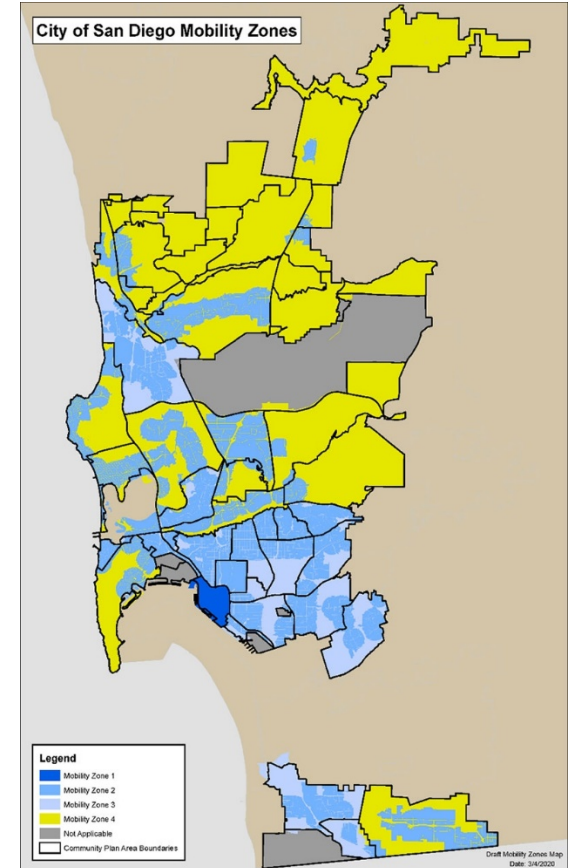 City of San Diego Mobility Zones
Legend
Mobility Zone 1
Mobility Zone 2
Mobility Zone 3
Mobility Zone 4
Not Applicable
Community Plan Area Boundaries
Draft Mobility Zones Map
Date: 3/4/2020